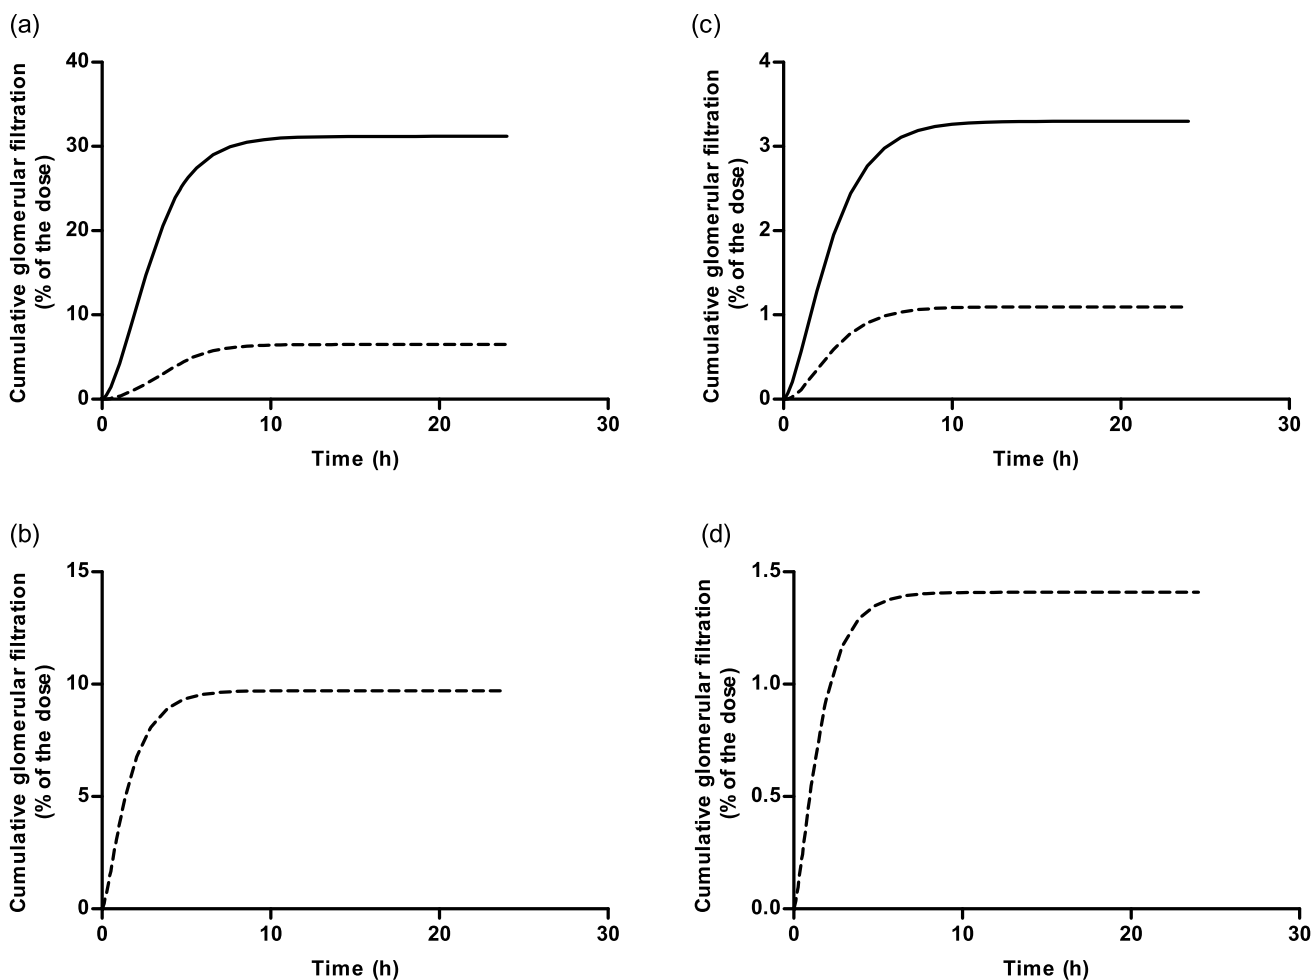 (a)
Cumulative glomerular filtration
(% of the dose)
40
30
20
10
0
0 10 20 30
Time (h)
(c)
Cumulative glomerular filtration
(% of the dose)
4
3
2
1
0
0 10 20 30
Time (h)
(b)
Cumulative glomerular filtration
(% of the dose)
15
10
5
0
0 10 20 30
Time (h)
(d)
Cumulative glomerular filtration
(% of the dose)
1.5
1.0
0.5
0.0
0 10 20 30
Time (h)